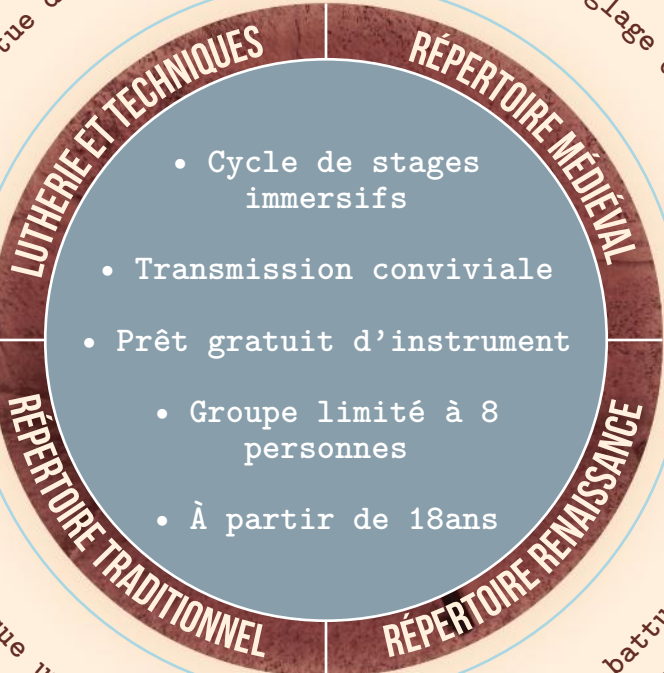 LUTHERIE ET TECHNIQUES
RÉPERTOIRE MÉDIÉVAL
• Cycle de stages
immersifs
• Transmission conviviale
• Prêt gratuit d'instrument
• Groupe limité à 8
personnes
• À partir de 18ans
RÉPERTOIRE TRADITIONNEL
RÉPERTOIRE RENAISSANCE